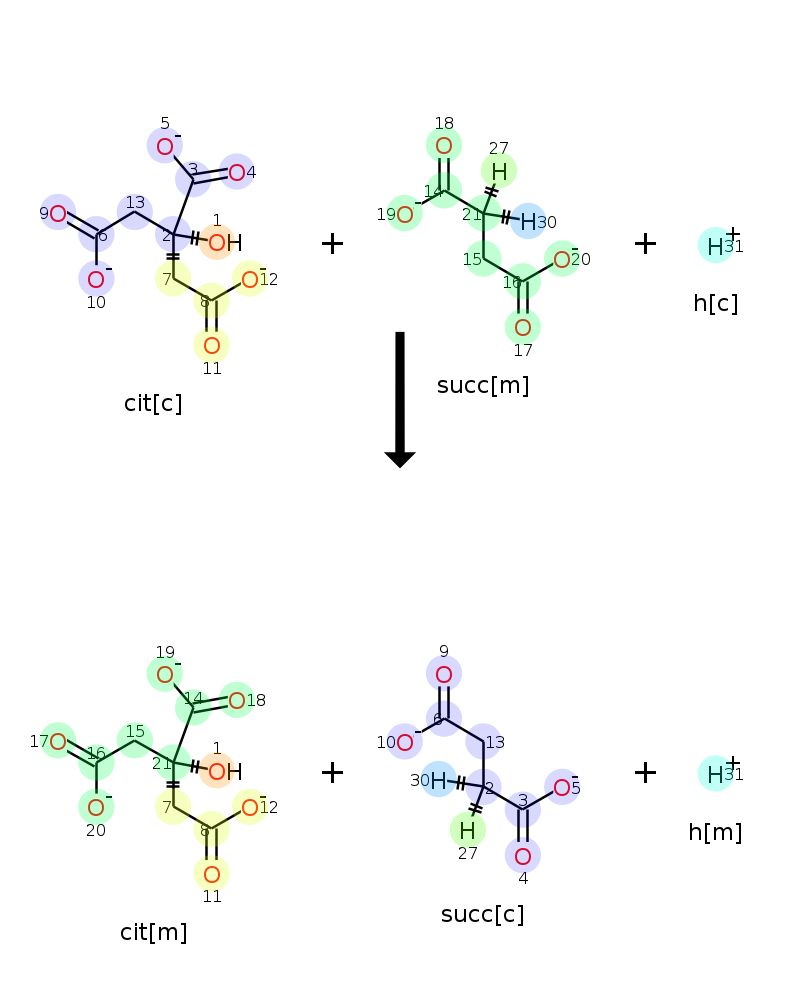 5
O-
3
O4
9O
13
1
6
2
OH
O-
7
O-12
10
8
O
11
cit[c]
+
18
O
27
H
14
19O-
21
H30
15
O-20
16
O
17
succ[m]
+
H+31
h[c]
19
O-
14
O18
17O
15
1
16
21
OH
O-
7
O-12
20
8
O
11
cit[m]
+
9
O
6
10O-
13
30H
2
O-5
3
H
27
O
4
succ[c]
+
H+31
h[m]